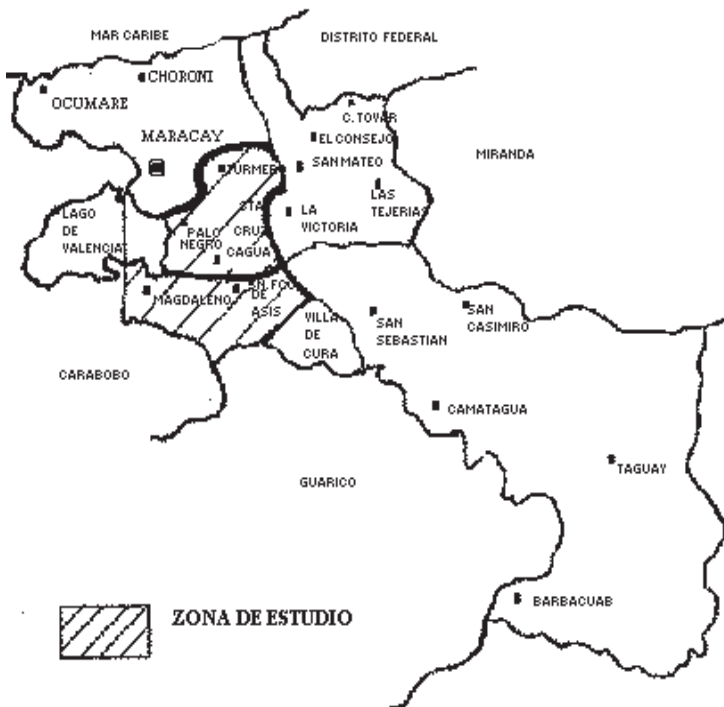 MAR CARIBE
DISTRITO FEDERAL
CHORONI
OCUMARE
C. TOVAR
EL CONSEJO
MARACAY
SAN MATEO
MIRANDA
TURMER
LAS
TEJERIAS
LAGO
DE
VALENCIA
STA
CRUZ
PALO
NEGRO
CAGUA
LA
VICTORIA
MAGDALENO
SN. FCO
DE
ASIS
VILLA
DE
CURA
SAN
SEBASTIAN
SAN
CASIMIRO
CARABOBO
CAMATAGUA
TAGUAY
GUARICO
BARBACUAB
ZONA DE ESTUDIO